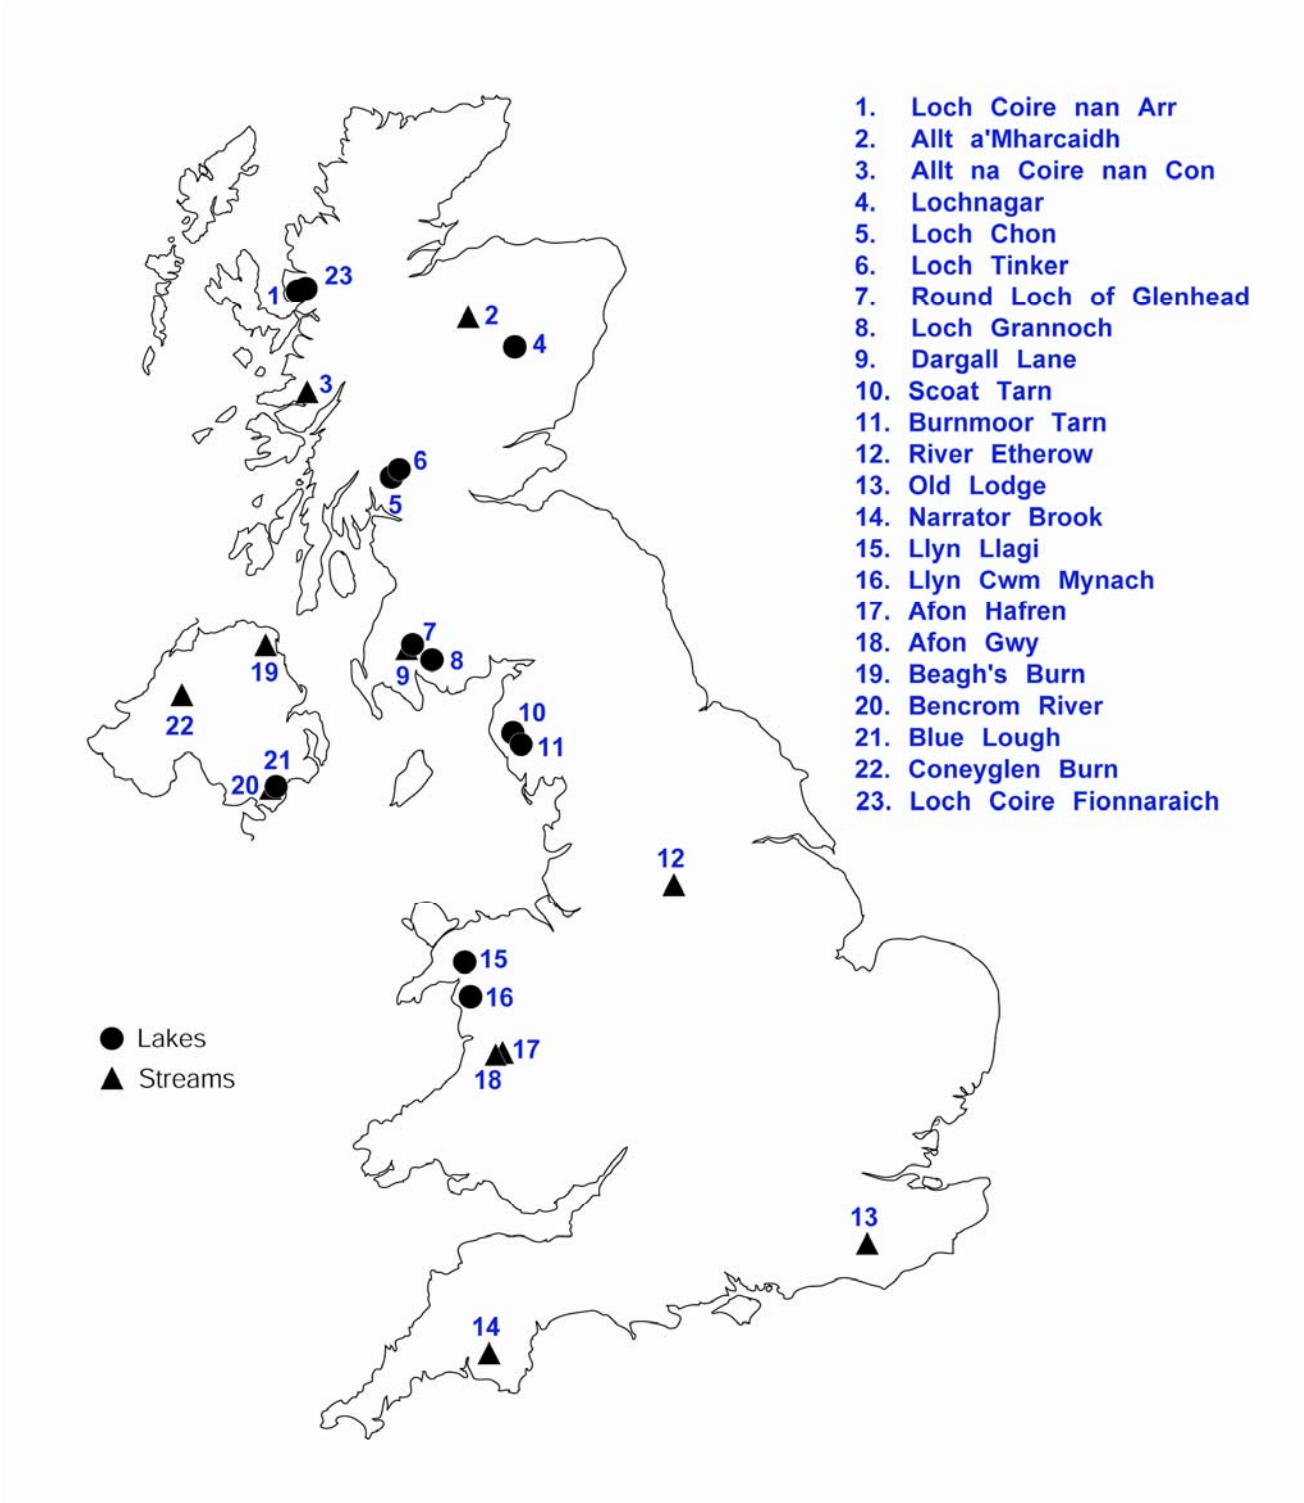 1. Loch Coire nan Arr
2. Allt a'Mharcaidh
3. Allt na Coire nan Con
4. Lochnagar
5. Loch Chon
6. Loch Tinker
7. Round Loch of Glenhead
8. Loch Grannoch
9. Dargall Lane
10. Scoat Tarn
11. Burnmoor Tarn
12. River Etherow
13. Old Lodge
14. Narrator Brook
15. Llyn Llagi
16. Llyn Cwm Mynach
17. Afon Hafren
18. Afon Gwy
19. Beagh's Burn
20. Bencrom River
21. Blue Lough
22. Coneyglen Burn
23. Loch Coire Fionnaraich
23
1
2
4
3
6
5
7
8
9
19
22
10
11
21
20
12
15
16
17
18
Lakes
Streams
13
14